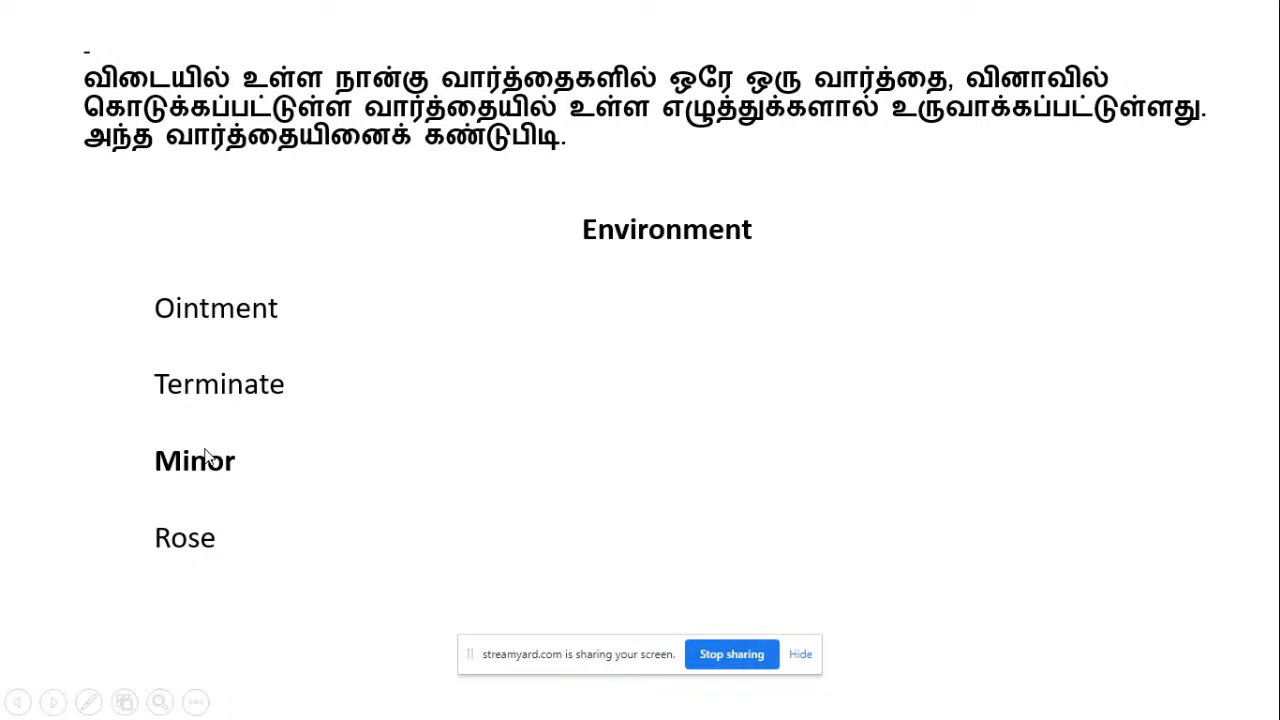 -
விடையில் உள்ள நான்கு வார்த்தைகளில் ஒரே ஒரு வார்த்தை, வினாவில்
கொடுக்கப்பட்டுள்ள வார்த்தையில் உள்ள எழுத்துக்களால் உருவாக்கப்பட்டுள்ளது.
அந்த வார்த்தையினைக் கண்டுபிடி.
Environment
Ointment
Terminate
Minor
Rose
streamyard.com is sharing your screen. Stop sharing Hide